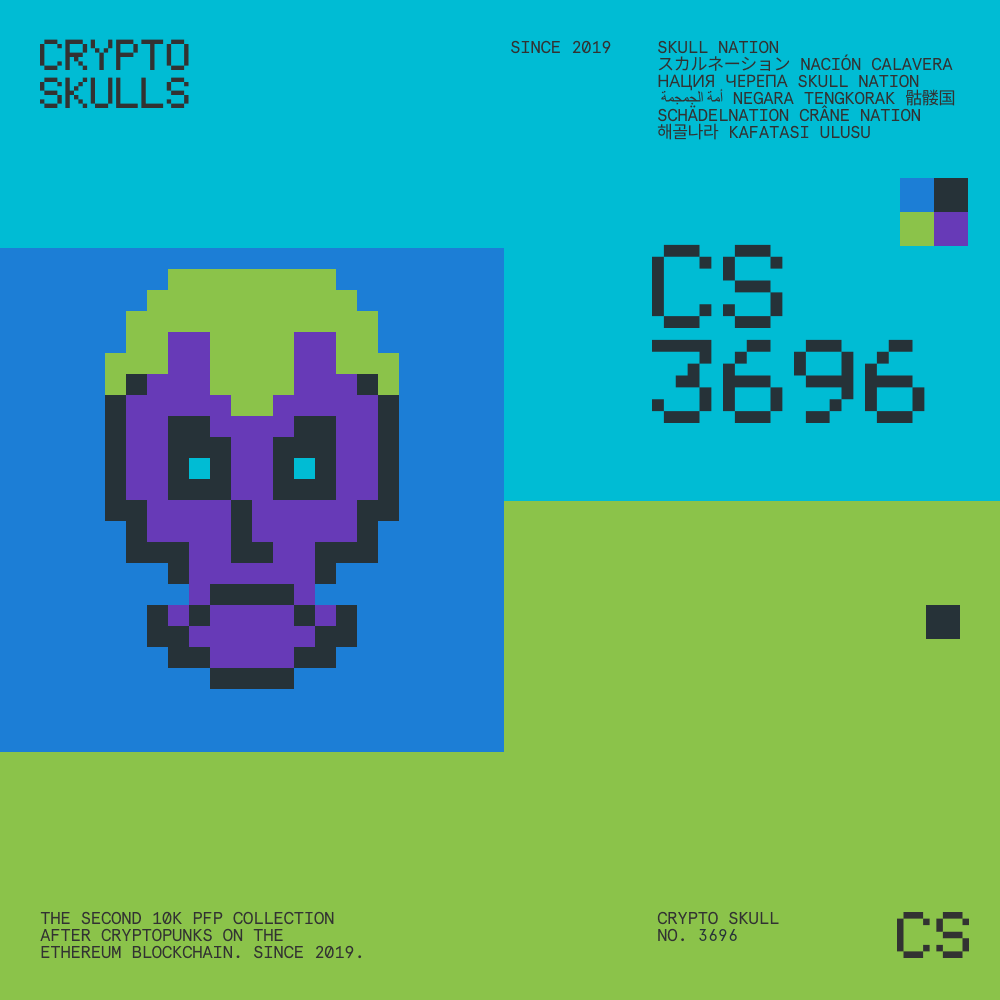 CRYPTO
SKULLS
SINCE 2019
SKULL NATION
スカルネーション NACIÓN CALAVERA
НАЦИЯ ЧЕРЕПА SKULL NATION
أمة الجمجمة NEGARA TENGKORAK 骷髅国
SCHÄDELNATION CRÂNE NATION
해골나라 KAFATASI ULUSU
CS
3696
THE SECOND 10K PFP COLLECTION
AFTER CRYPTOPUNKS ON THE
ETHEREUM BLOCKCHAIN. SINCE 2019.
CRYPTO SKULL
NO. 3696
CS